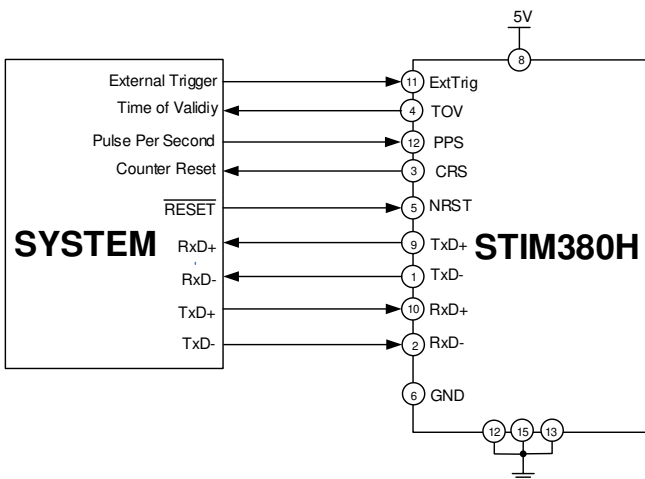 5V
8
External Trigger 11 ExtTrig
Time of Validiy 4 TOV
Pulse Per Second 12 PPS
Counter Reset 3 CRS
RESET 5 NRST
SYSTEM STIM380H
RxD+ 9 TxD+
RxD- 1 TxD-
TxD+ 10 RxD+
TxD- 2 RxD-
6 GND
12 15 13